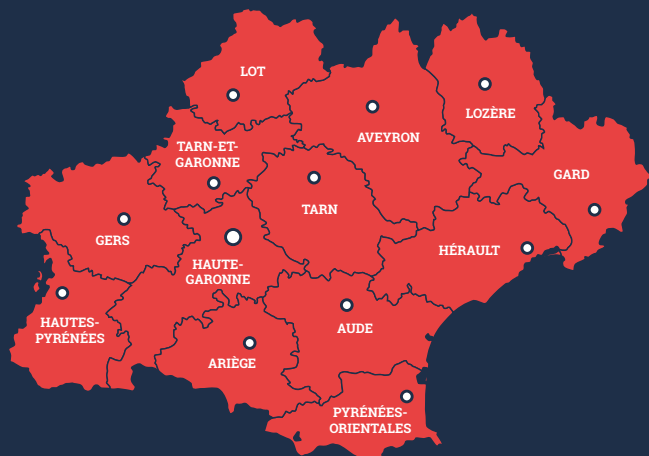 LOT
LOZÈRE
AVEYRON
TARN-ET-
GARONNE
GARD
TARN
GERS
HÉRAULT
HAUTE-
GARONNE
HAUTES-
PYRÉNÉES
AUDE
ARIÈGE
PYRÉNÉES-
ORIENTALES